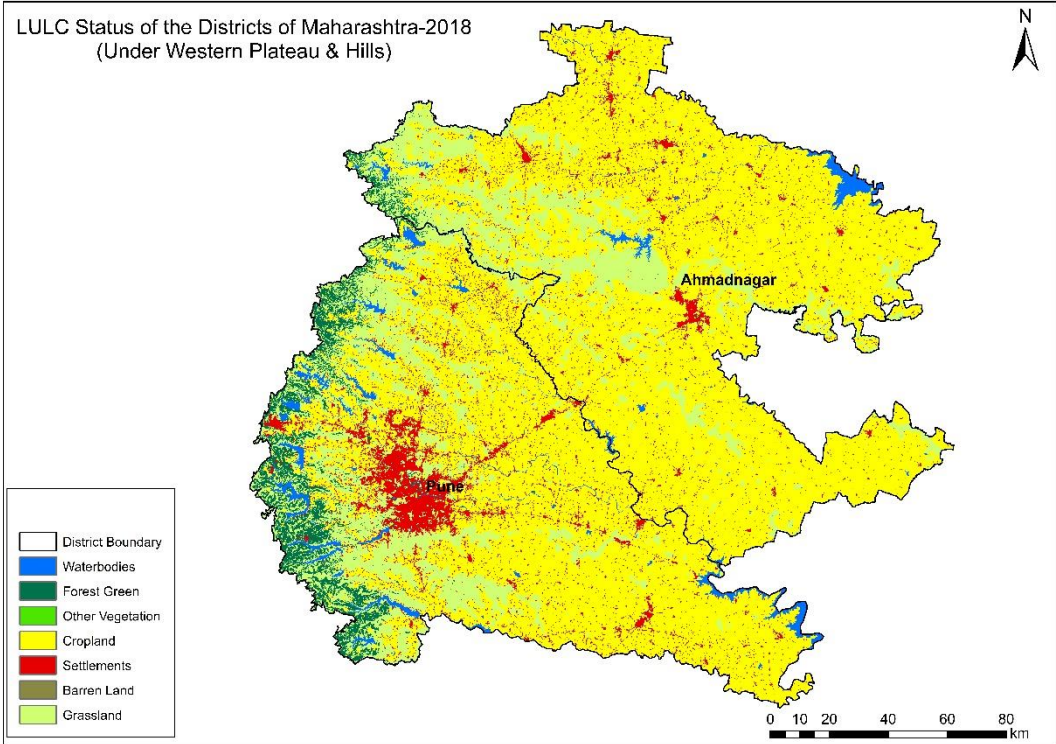 LULC Status of the Districts of Maharashtra-2018
(Under Western Plateau & Hills)
N
Ahmadnagar
Pune
District Boundary
Waterbodies
Forest Green
Other Vegetation
Cropland
Settlements
Barren Land
Grassland
0 10 20 40 60 80
km